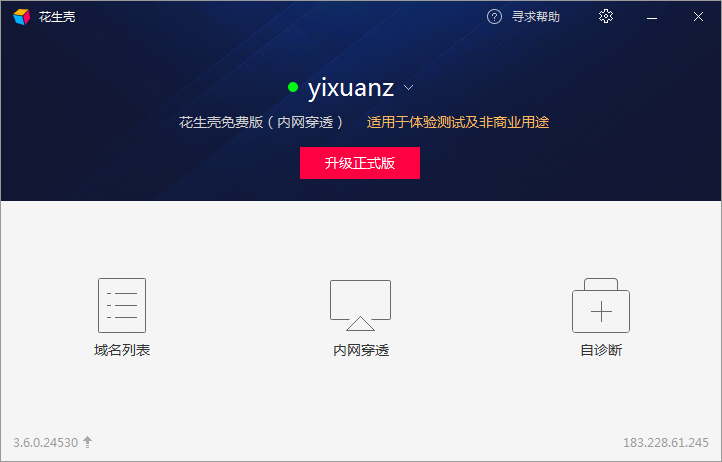 花生壳
? 寻求帮助
yixuanz
花生壳免费版（内网穿透） 适用于体验测试及非商业用途
升级正式版
域名列表
内网穿透
自诊断
3.6.0.24530
183.228.61.245